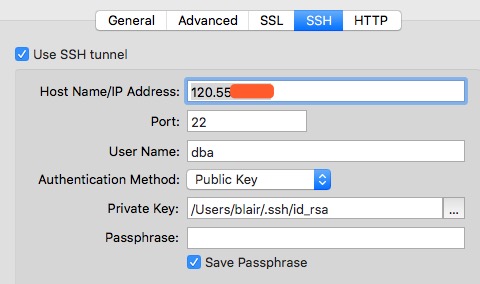 General Advanced SSL SSH HTTP
Use SSH tunnel
Host Name/IP Address: 120.55
Port: 22
User Name: dba
Authentication Method: Public Key
Private Key: /Users/blair/.ssh/id_rsa ...
Passphrase:
Save Passphrase